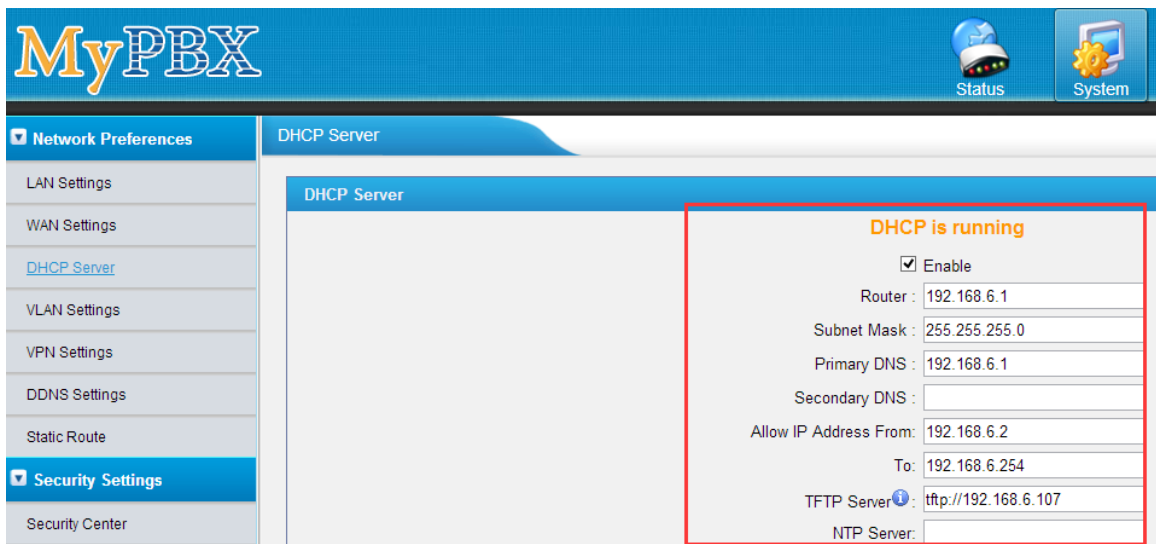 MyPBX
Status
System
Network Preferences
LAN Settings
WAN Settings
DHCP Server
VLAN Settings
VPN Settings
DDNS Settings
Static Route
Security Settings
Security Center
DHCP Server
DHCP Server
DHCP is running
Enable
Router : 192.168.6.1
Subnet Mask : 255.255.255.0
Primary DNS : 192.168.6.1
Secondary DNS :
Allow IP Address From: 192.168.6.2
To: 192.168.6.254
TFTP Server : tftp://192.168.6.107
NTP Server: